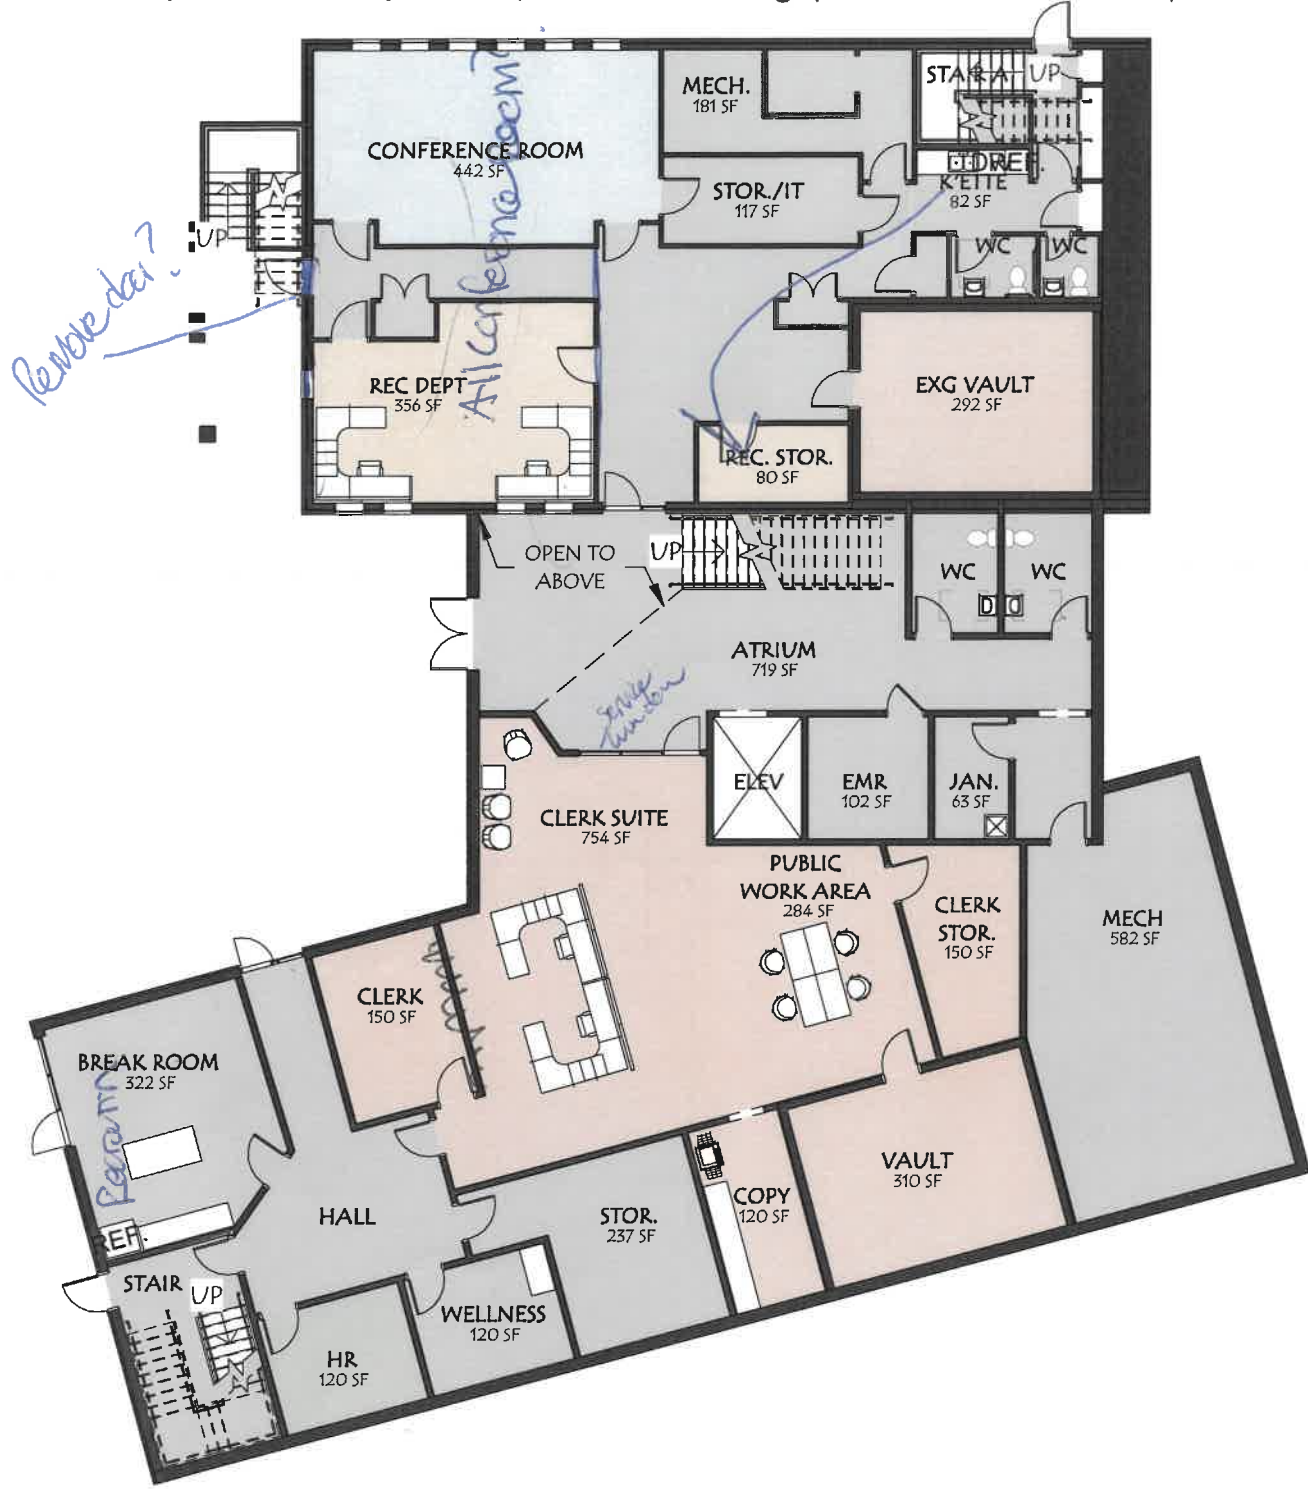 MECH.
181 SF
STAIR A
UP
CONFERENCE ROOM
442 SF
STOR./IT
117 SF
REF.
K'ETTE
82 SF
WC
WC
UP
Remove door?
All conference room?
REC DEPT
356 SF
EXG VAULT
292 SF
REC. STOR.
80 SF
OPEN TO
ABOVE
UP
WC
WC
ATRIUM
719 SF
service
window
ELEV
EMR
102 SF
JAN.
63 SF
CLERK SUITE
754 SF
PUBLIC
WORK AREA
284 SF
CLERK
STOR.
150 SF
MECH
582 SF
CLERK
150 SF
BREAK ROOM
322 SF
VAULT
310 SF
COPY
120 SF
HALL
STOR.
237 SF
REF.
STAIR
UP
WELLNESS
120 SF
HR
120 SF